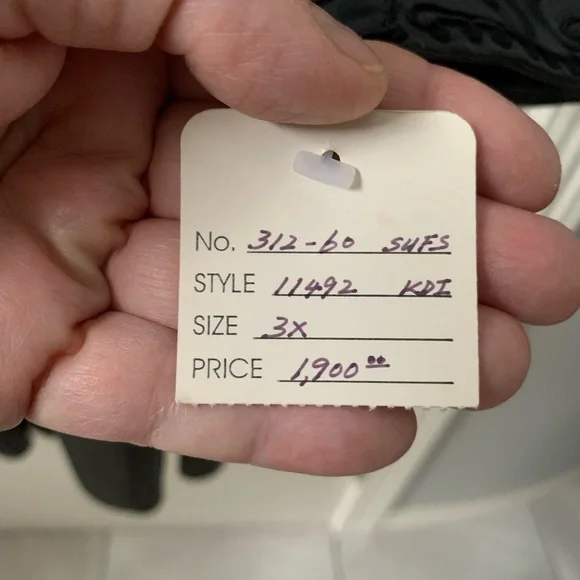 No. 312-60 SUFS
STYLE 11492 KDI
SIZE 3X
PRICE 1,900.00